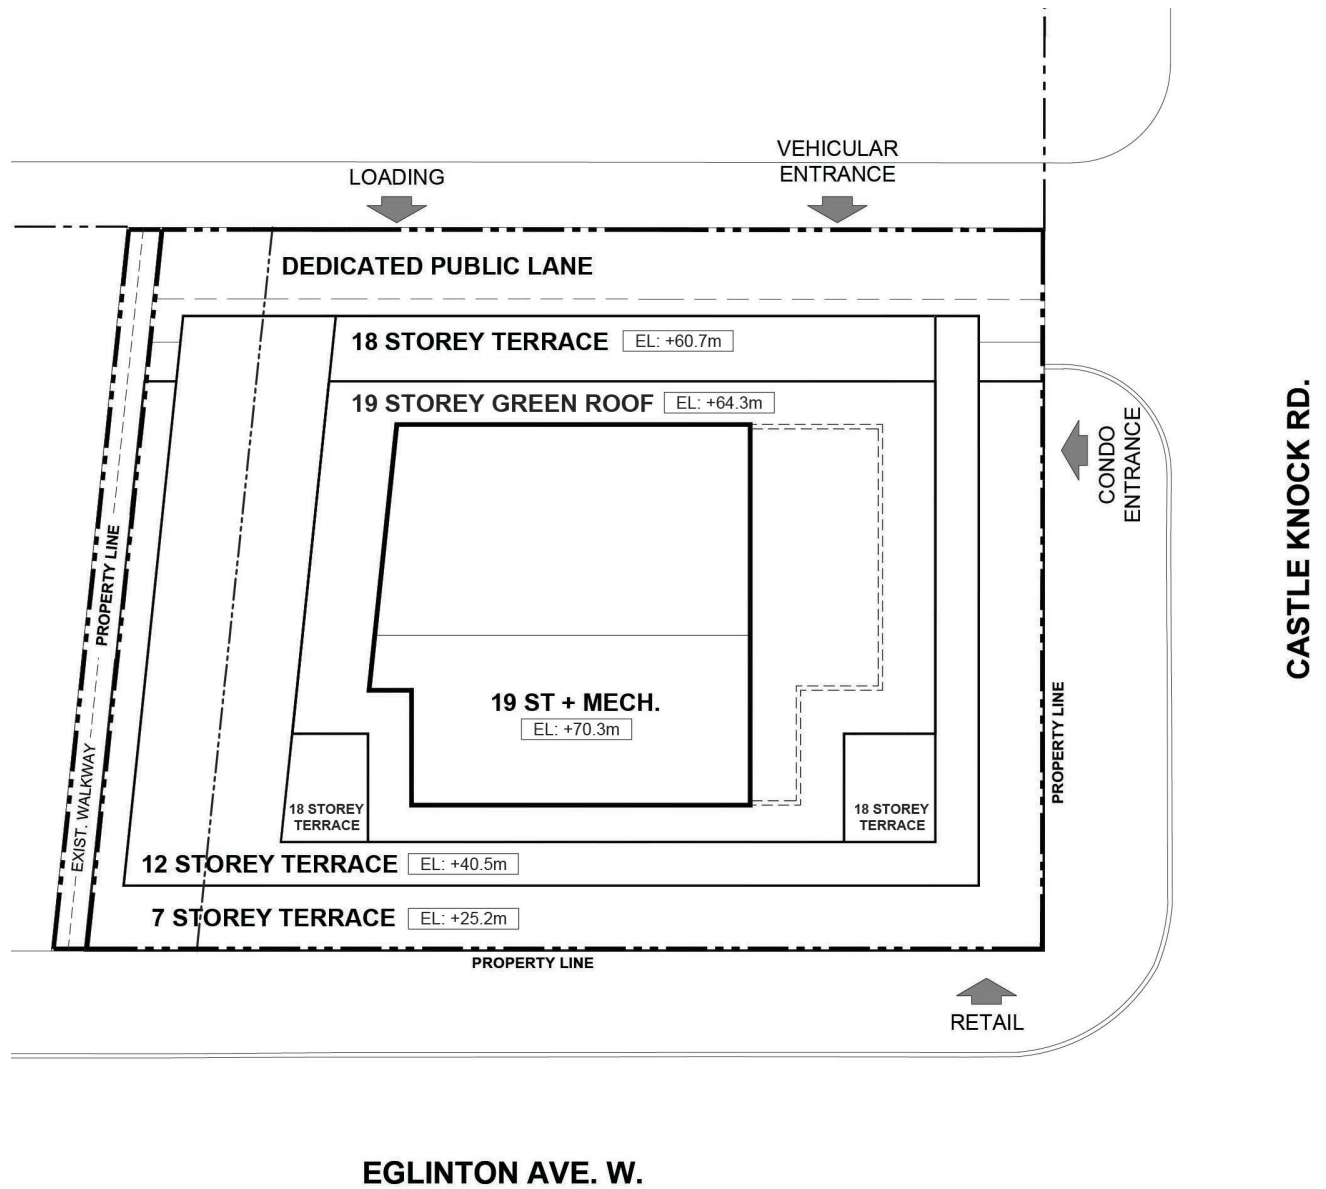 VEHICULAR
ENTRANCE
LOADING
DEDICATED PUBLIC LANE
18 STOREY TERRACE
EL: +60.7m
19 STOREY GREEN ROOF
EL: +64.3m
CONDO
ENTRANCE
CASTLE KNOCK RD.
PROPERTY LINE
19 ST + MECH.
EL: +70.3m
PROPERTY LINE
EXIST. WALKWAY
18 STOREY
TERRACE
18 STOREY
TERRACE
12 STOREY TERRACE
EL: +40.5m
7 STOREY TERRACE
EL: +25.2m
PROPERTY LINE
RETAIL
EGLINTON AVE. W.